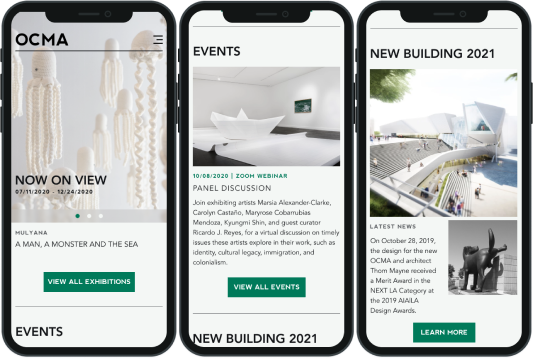 OCMA
NOW ON VIEW
07/11/2020 - 12/24/2020
MULYANA
A MAN, A MONSTER AND THE SEA
VIEW ALL EXHIBITIONS
EVENTS
EVENTS
10/08/2020 | ZOOM WEBINAR
PANEL DISCUSSION
Join exhibiting artists Marsia Alexander-Clarke,
Carolyn Castaño, Maryrose Cobarrubias
Mendoza, Kyungmi Shin, and guest curator
Ricardo J. Reyes, for a virtual discussion on timely
issues these artists explore in their work, such as
identity, cultural legacy, immigration, and
colonialism.
VIEW ALL EVENTS
NEW BUILDING 2021
NEW BUILDING 2021
LATEST NEWS
On October 28, 2019,
the design for the new
OCMA and architect
Thom Mayne received
a Merit Award in the
NEXT LA Category at
the 2019 AIA|LA
Design Awards.
LEARN MORE